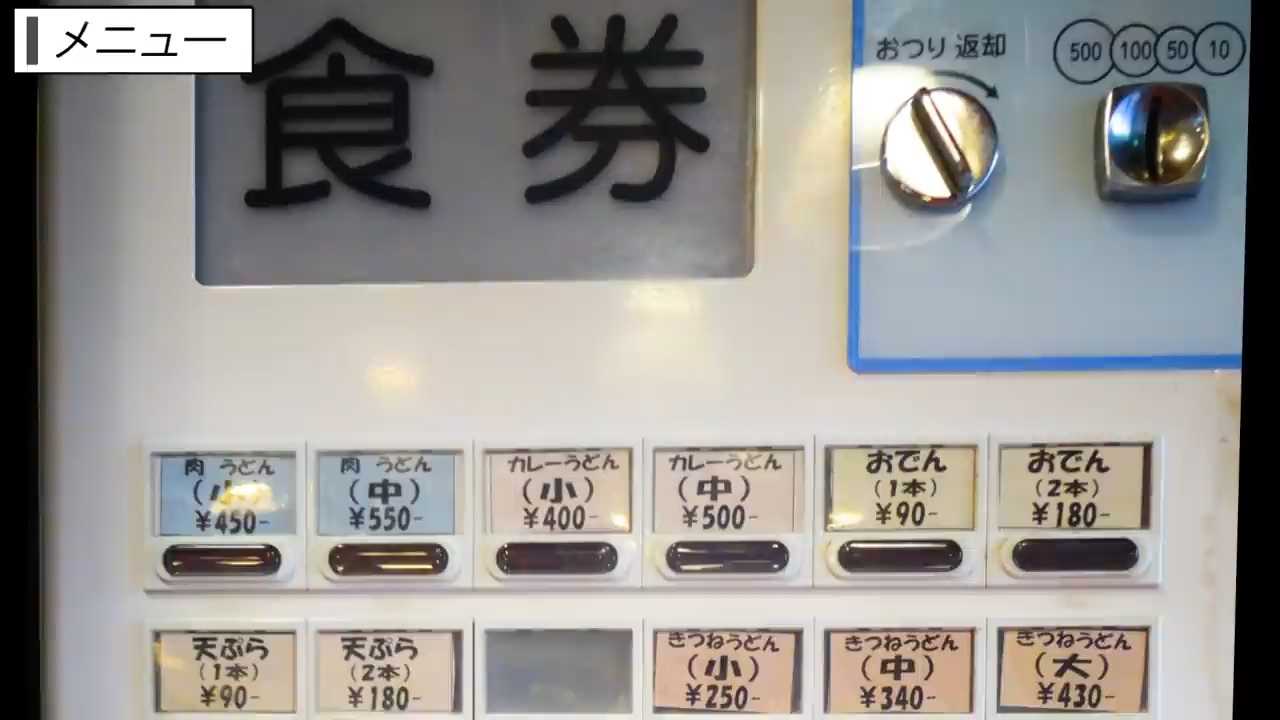 メニュー
食券
おつり 返却
500 100 50 10
肉 うどん
(小)
¥450-
肉 うどん
(中)
¥550-
カレーうどん
(小)
¥400-
カレーうどん
(中)
¥500-
おでん
(1本)
¥90-
おでん
(2本)
¥180-
天ぷら
(1本)
¥90-
天ぷら
(2本)
¥180-
きつねうどん
(小)
¥250-
きつねうどん
(中)
¥340-
きつねうどん
(大)
¥430-